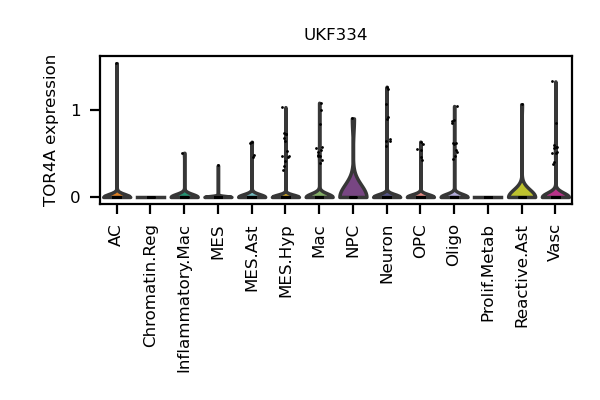 UKF334
TOR4A expression
1
0
AC
Chromatin.Reg
Inflammatory.Mac
MES
MES.Ast
MES.Hyp
Mac
NPC
Neuron
OPC
Oligo
Prolif.Metab
Reactive.Ast
Vasc